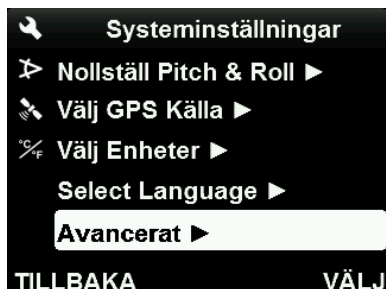 Systeminställningar
Nollställ Pitch & Roll ►
Välj GPS Källa ►
°C/°F Välj Enheter ►
Select Language ►
Avancerat ►
TILLBAKA VÄLJ